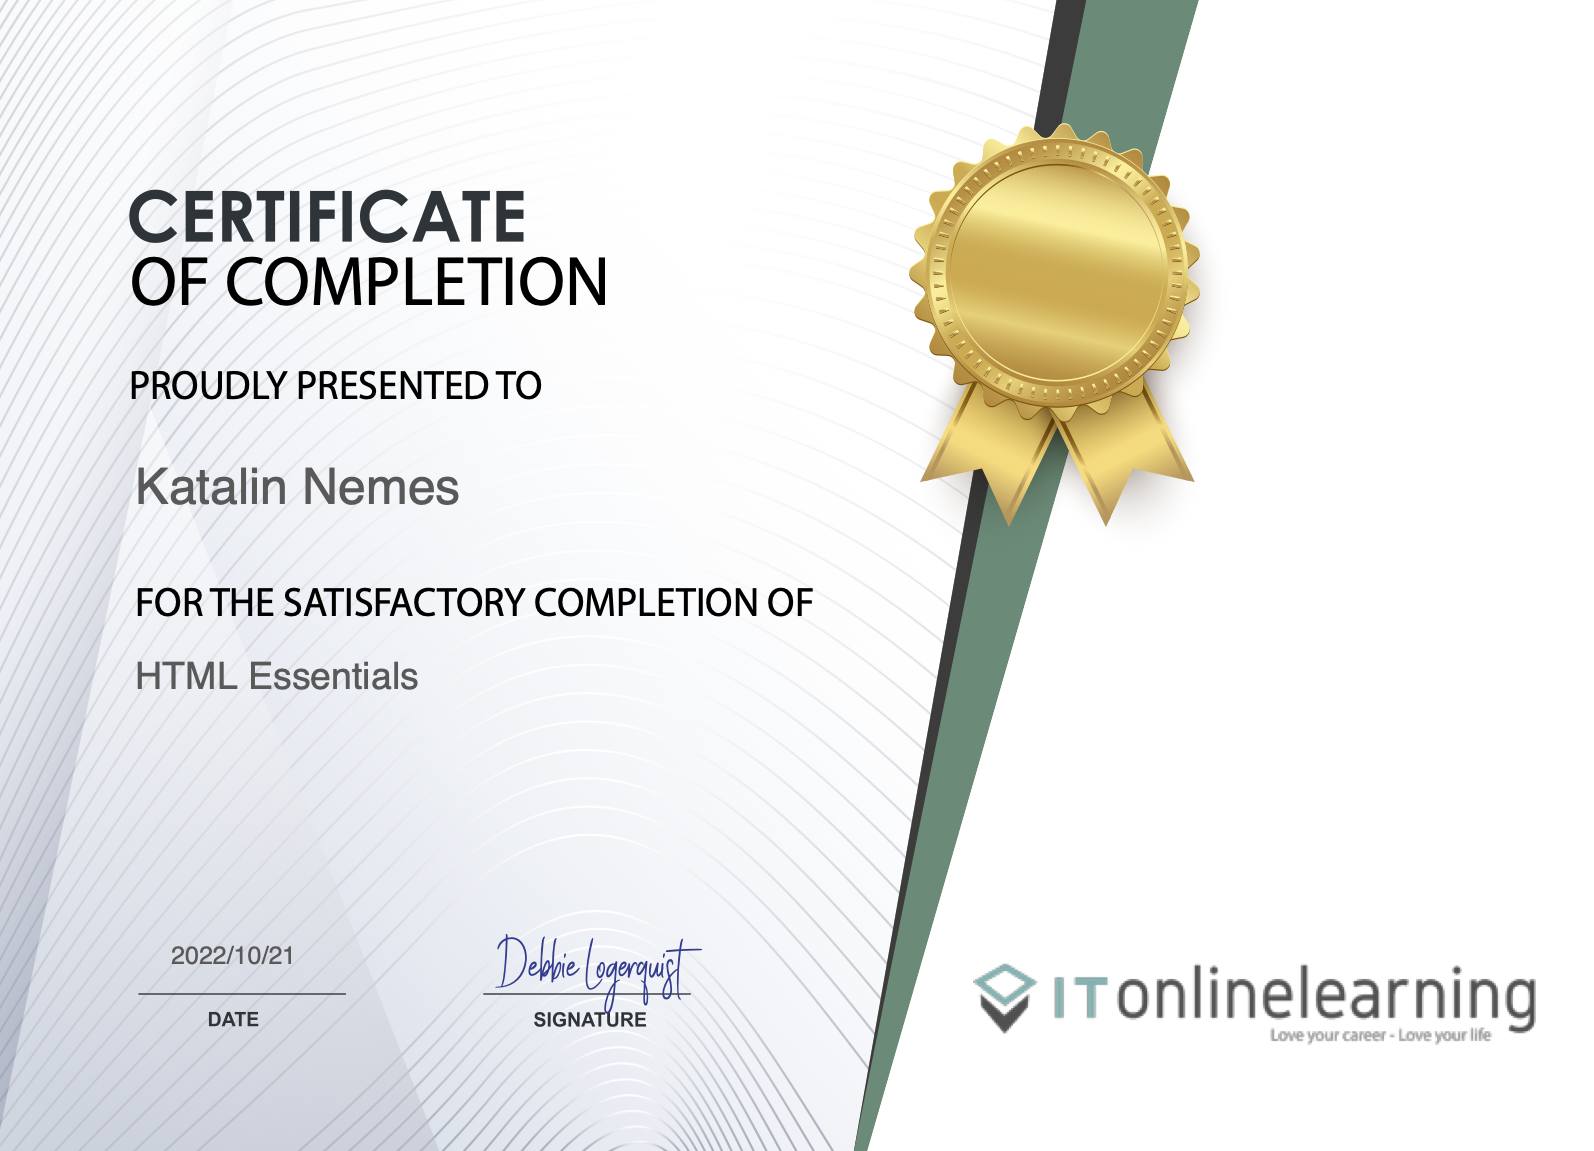 CERTIFICATE
OF COMPLETION
PROUDLY PRESENTED TO
Katalin Nemes
FOR THE SATISFACTORY COMPLETION OF
HTML Essentials
2022/10/21
DATE
Debbie Logerquist
SIGNATURE
ITonlinelearning
Love your career - Love your life